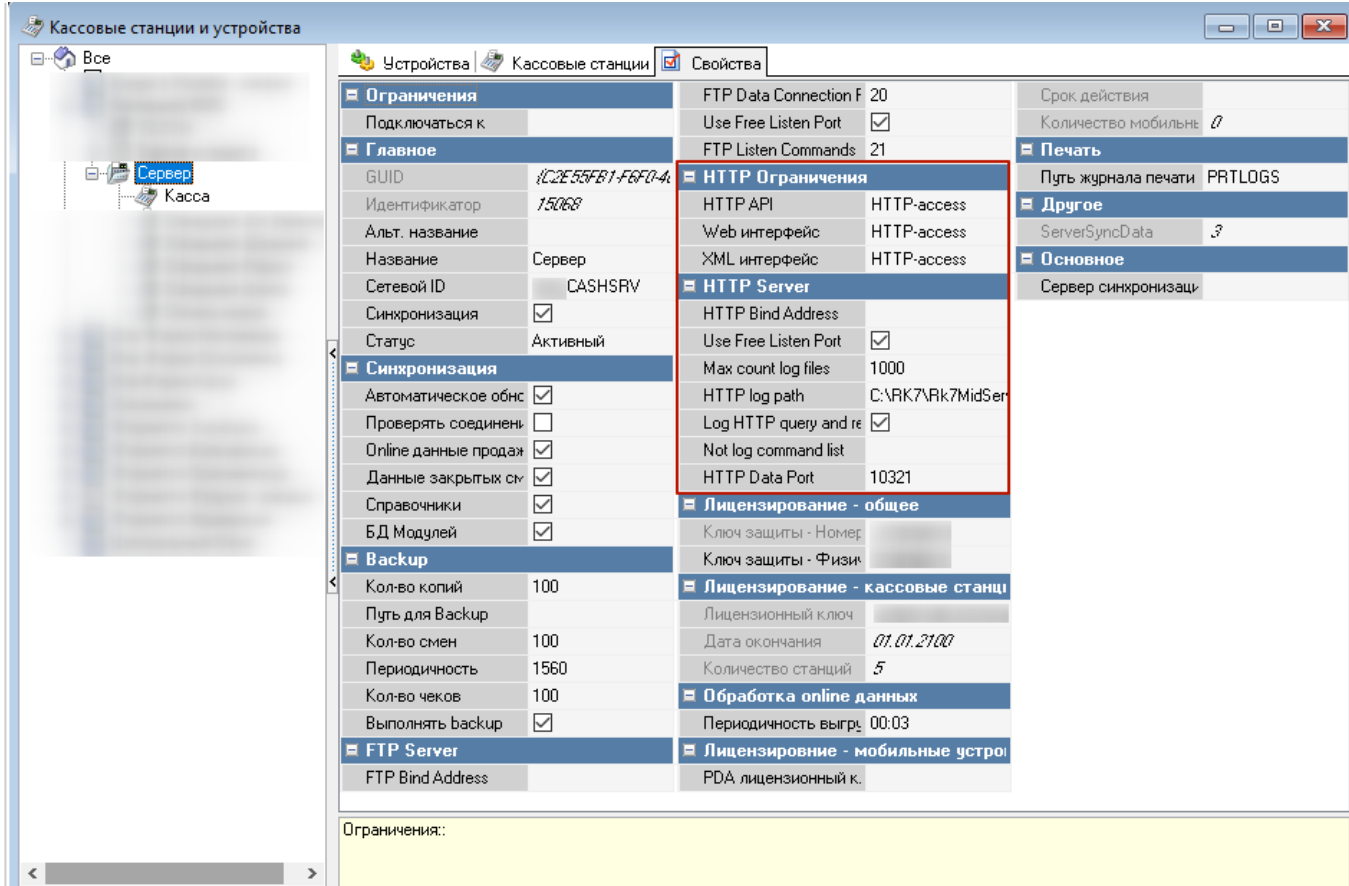 Кассовые станции и устройства
Все
Сервер
Касса
Устройства Кассовые станции Свойства
Ограничения
Подключаться к
Главное
GUID {C2E55FB1-F6F0-4
Идентификатор 15068
Альт. название
Название Сервер
Сетевой ID CASHSRV
Синхронизация
Статус Активный
Синхронизация
Автоматическое обнс
Проверять соединень
Online данные продаж
Данные закрытых см
Справочники
БД Модулей
Backup
Кол-во копий 100
Путь для Backup
Кол-во смен 100
Периодичность 1560
Кол-во чеков 100
Выполнять backup
FTP Server
FTP Bind Address
FTP Data Connection F 20
Use Free Listen Port
FTP Listen Commands 21
HTTP Ограничения
HTTP API HTTP-access
Web интерфейс HTTP-access
XML интерфейс HTTP-access
HTTP Server
HTTP Bind Address
Use Free Listen Port
Max count log files 1000
HTTP log path C:\RK7\Rk7MidSer
Log HTTP query and re
Not log command list
HTTP Data Port 10321
Лицензирование - общее
Ключ защиты - Номер
Ключ защиты - Физич
Лицензирование - кассовые станци
Лицензионный ключ
Дата окончания 01.01.2100
Количество станций 5
Обработка online данных
Периодичность выгру 00:03
Лицензировние - мобильные устрой
PDA лицензионный к.
Срок действия
Количество мобильнь 0
Печать
Путь журнала печати PRTLOGS
Другое
ServerSyncData 3
Основное
Сервер синхронизаци
Ограничения::